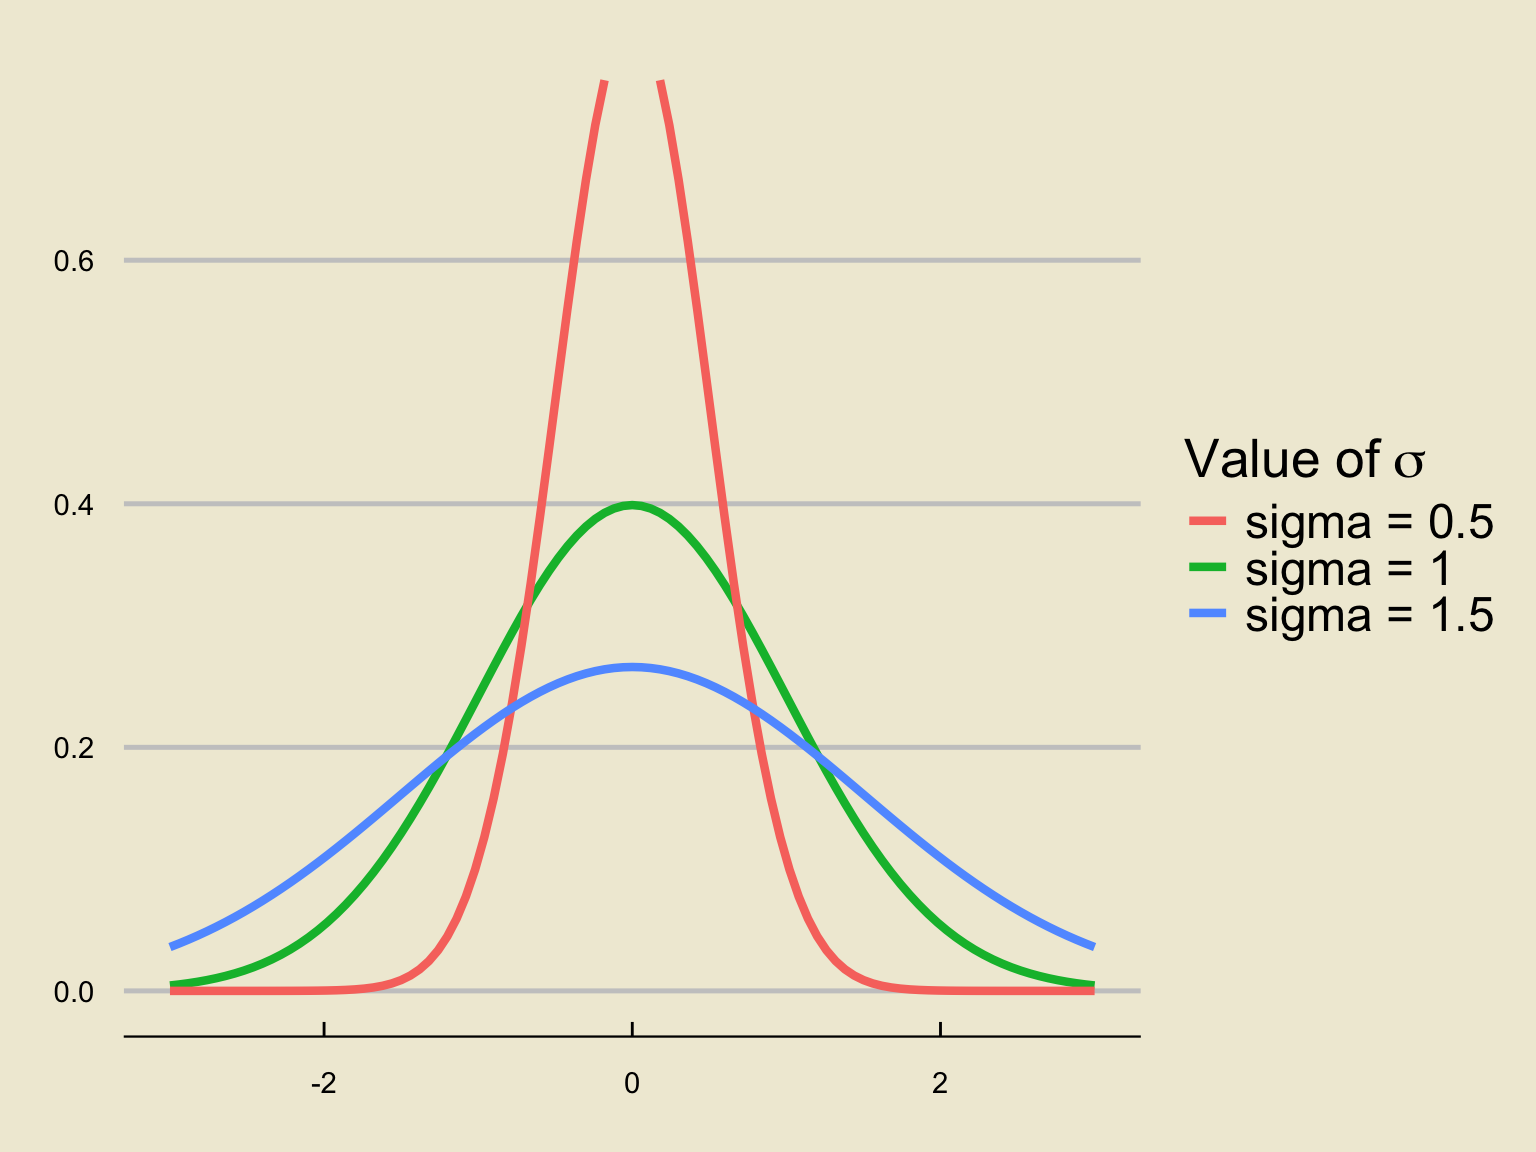 0.6
0.4
0.2
0.0
-2 0 2
Value of σ
sigma = 0.5
sigma = 1
sigma = 1.5